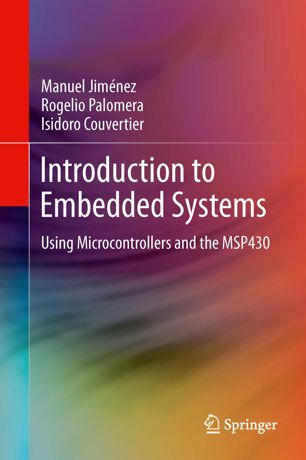 Manuel Jiménez
Rogelio Palomera
Isidoro Couvertier
Introduction to
Embedded Systems
Using Microcontrollers and the MSP430
Springer